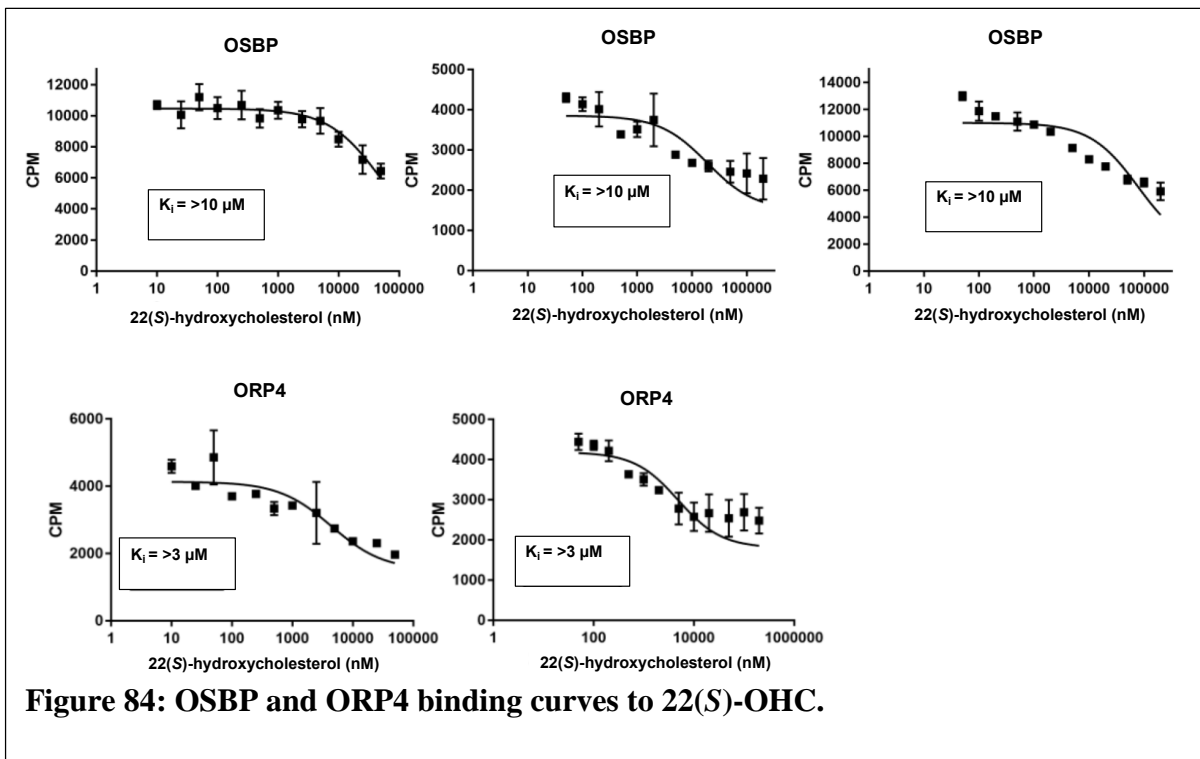 OSBP
OSBP
OSBP
12000
10000
8000
6000
4000
2000
0
CPM
Ki = >10 µM
1 10 100 1000 10000 100000
22(S)-hydroxycholesterol (nM)
5000
4000
3000
2000
1000
0
CPM
Ki = >10 µM
1 10 100 1000 10000 100000
22(S)-hydroxycholesterol (nM)
14000
12000
10000
8000
6000
4000
2000
0
CPM
Ki = >10 µM
1 10 100 1000 10000 100000
22(S)-hydroxycholesterol (nM)
ORP4
ORP4
6000
4000
2000
0
CPM
Ki = >3 µM
1 10 100 1000 10000 100000
22(S)-hydroxycholesterol (nM)
5000
4000
3000
2000
1000
0
CPM
Ki = >3 µM
1 100 10000 1000000
22(S)-hydroxycholesterol (nM)
Figure 84: OSBP and ORP4 binding curves to 22(S)-OHC.